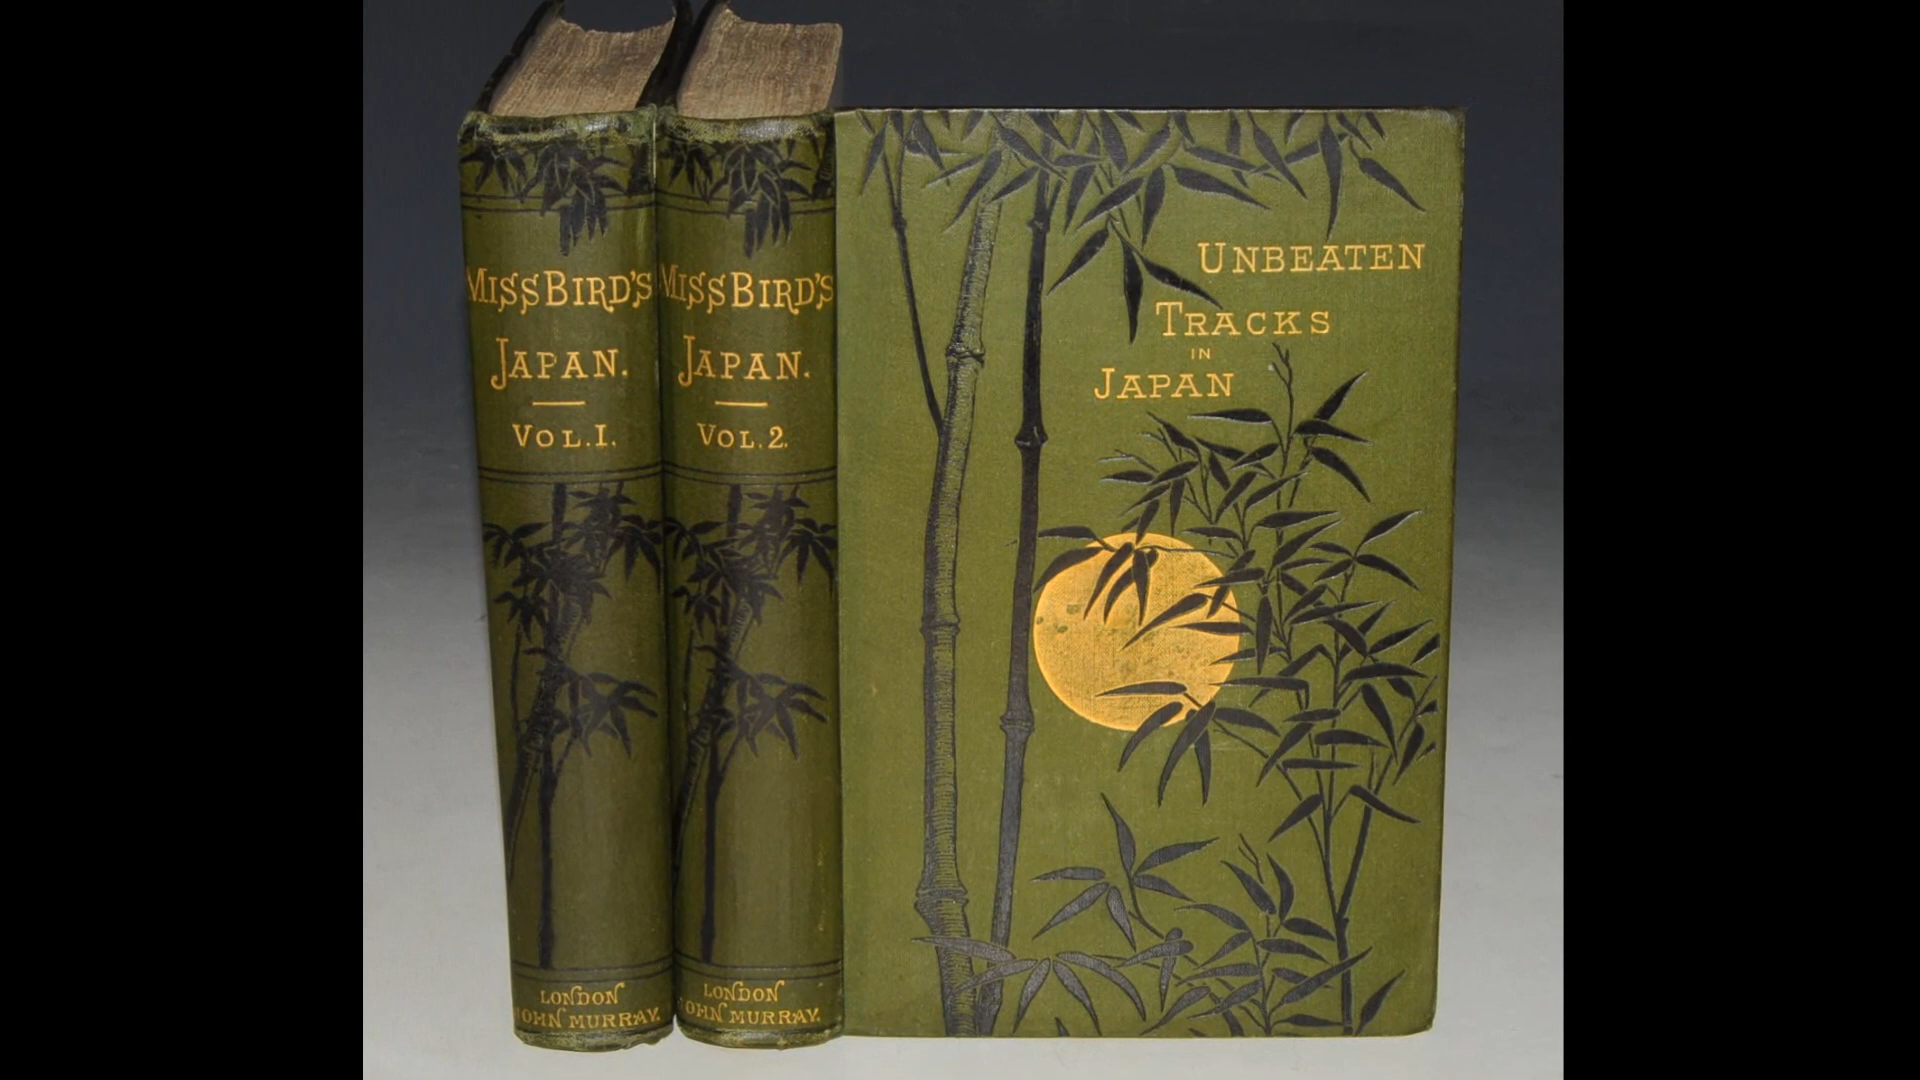 MISS BIRD'S
JAPAN.
VOL. I.
LONDON
JOHN MURRAY.
MISS BIRD'S
JAPAN.
VOL. 2.
LONDON
JOHN MURRAY.
UNBEATEN
TRACKS
IN
JAPAN